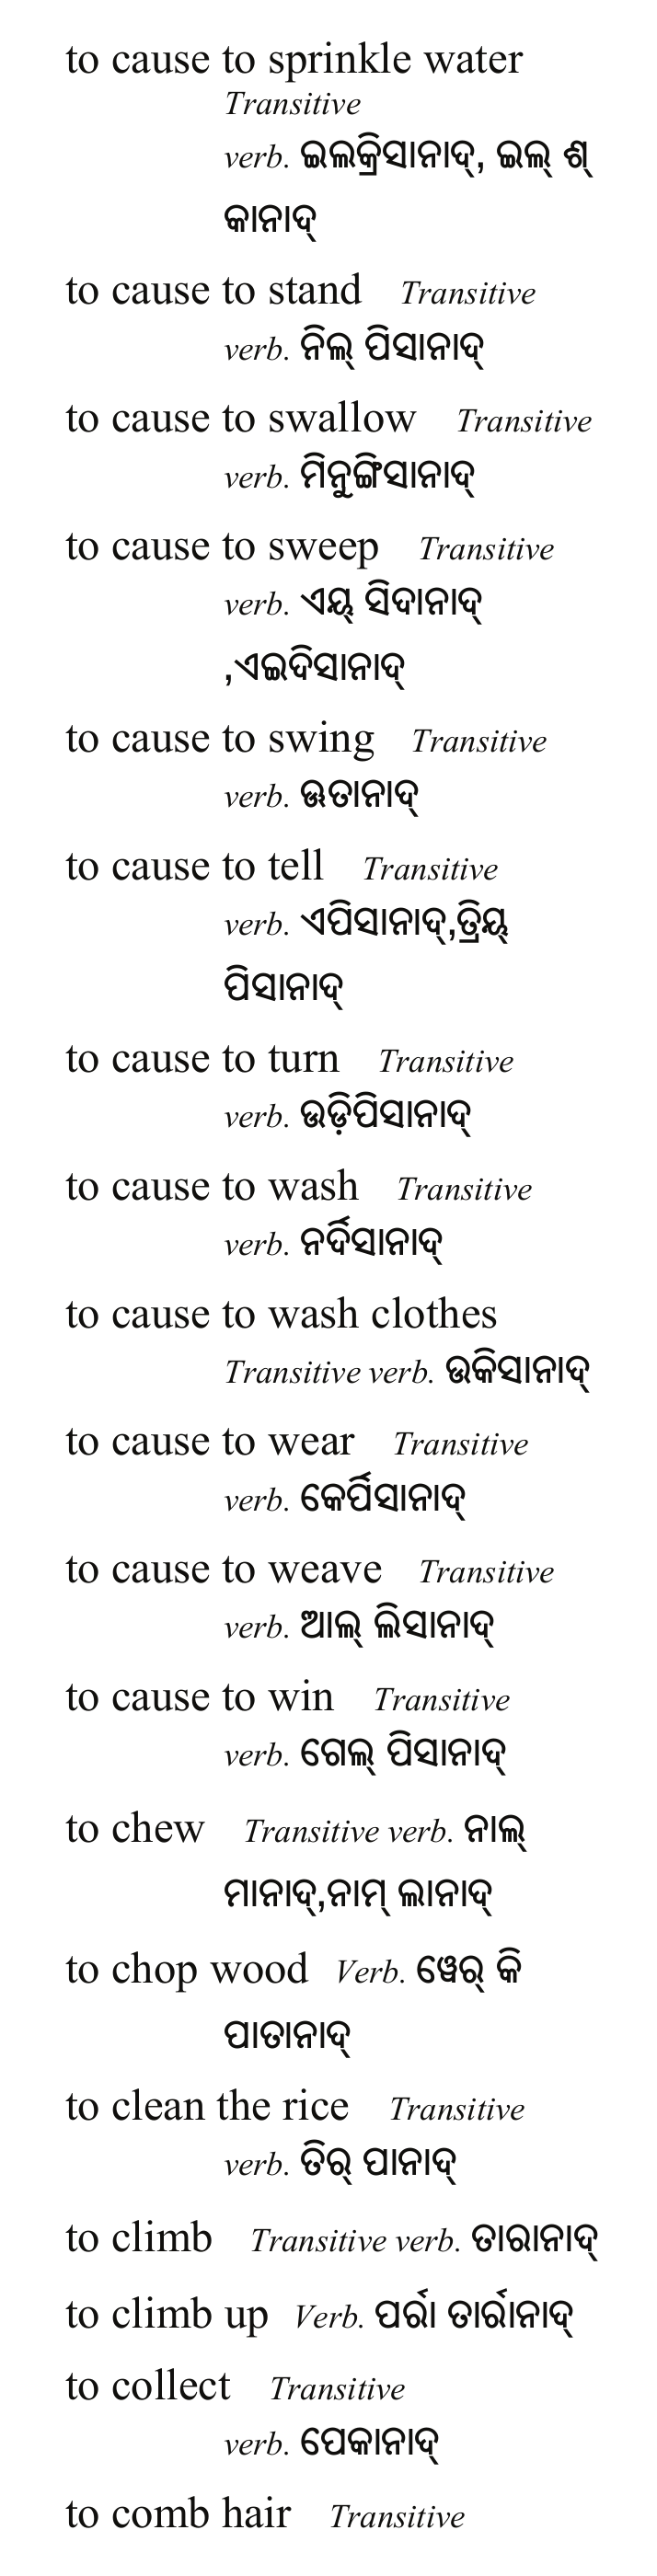 to cause to sprinkle water
Transitive
verb. ଇଲକ୍ରିସାନାଦ୍, ଇଲ୍ ଶ୍
କାନାଦ୍
to cause to stand Transitive
verb. ନିଲ୍ ପିସାନାଦ୍
to cause to swallow Transitive
verb. ମିନୁଙ୍ଗିସାନାଦ୍
to cause to sweep Transitive
verb. ଏୟ୍ ସିଦାନାଦ୍
,ଏଇଦିସାନାଦ୍
to cause to swing Transitive
verb. ଊତାନାଦ୍
to cause to tell Transitive
verb. ଏପିସାନାଦ୍,ତ୍ରିୟ୍
ପିସାନାଦ୍
to cause to turn Transitive
verb. ଉଡ଼ିପିସାନାଦ୍
to cause to wash Transitive
verb. ନର୍ଦିସାନାଦ୍
to cause to wash clothes
Transitive verb. ଉକିସାନାଦ୍
to cause to wear Transitive
verb. କେର୍ପିସାନାଦ୍
to cause to weave Transitive
verb. ଆଲ୍ ଲିସାନାଦ୍
to cause to win Transitive
verb. ଗେଲ୍ ପିସାନାଦ୍
to chew Transitive verb. ନାଲ୍
ମାନାଦ୍,ନାମ୍ ଲାନାଦ୍
to chop wood Verb. ୱେର୍ କି
ପାତାନାଦ୍
to clean the rice Transitive
verb. ତିର୍ ପାନାଦ୍
to climb Transitive verb. ତାରାନାଦ୍
to climb up Verb. ପର୍ରା ତାର୍ରାନାଦ୍
to collect Transitive
verb. ପେକାନାଦ୍
to comb hair Transitive